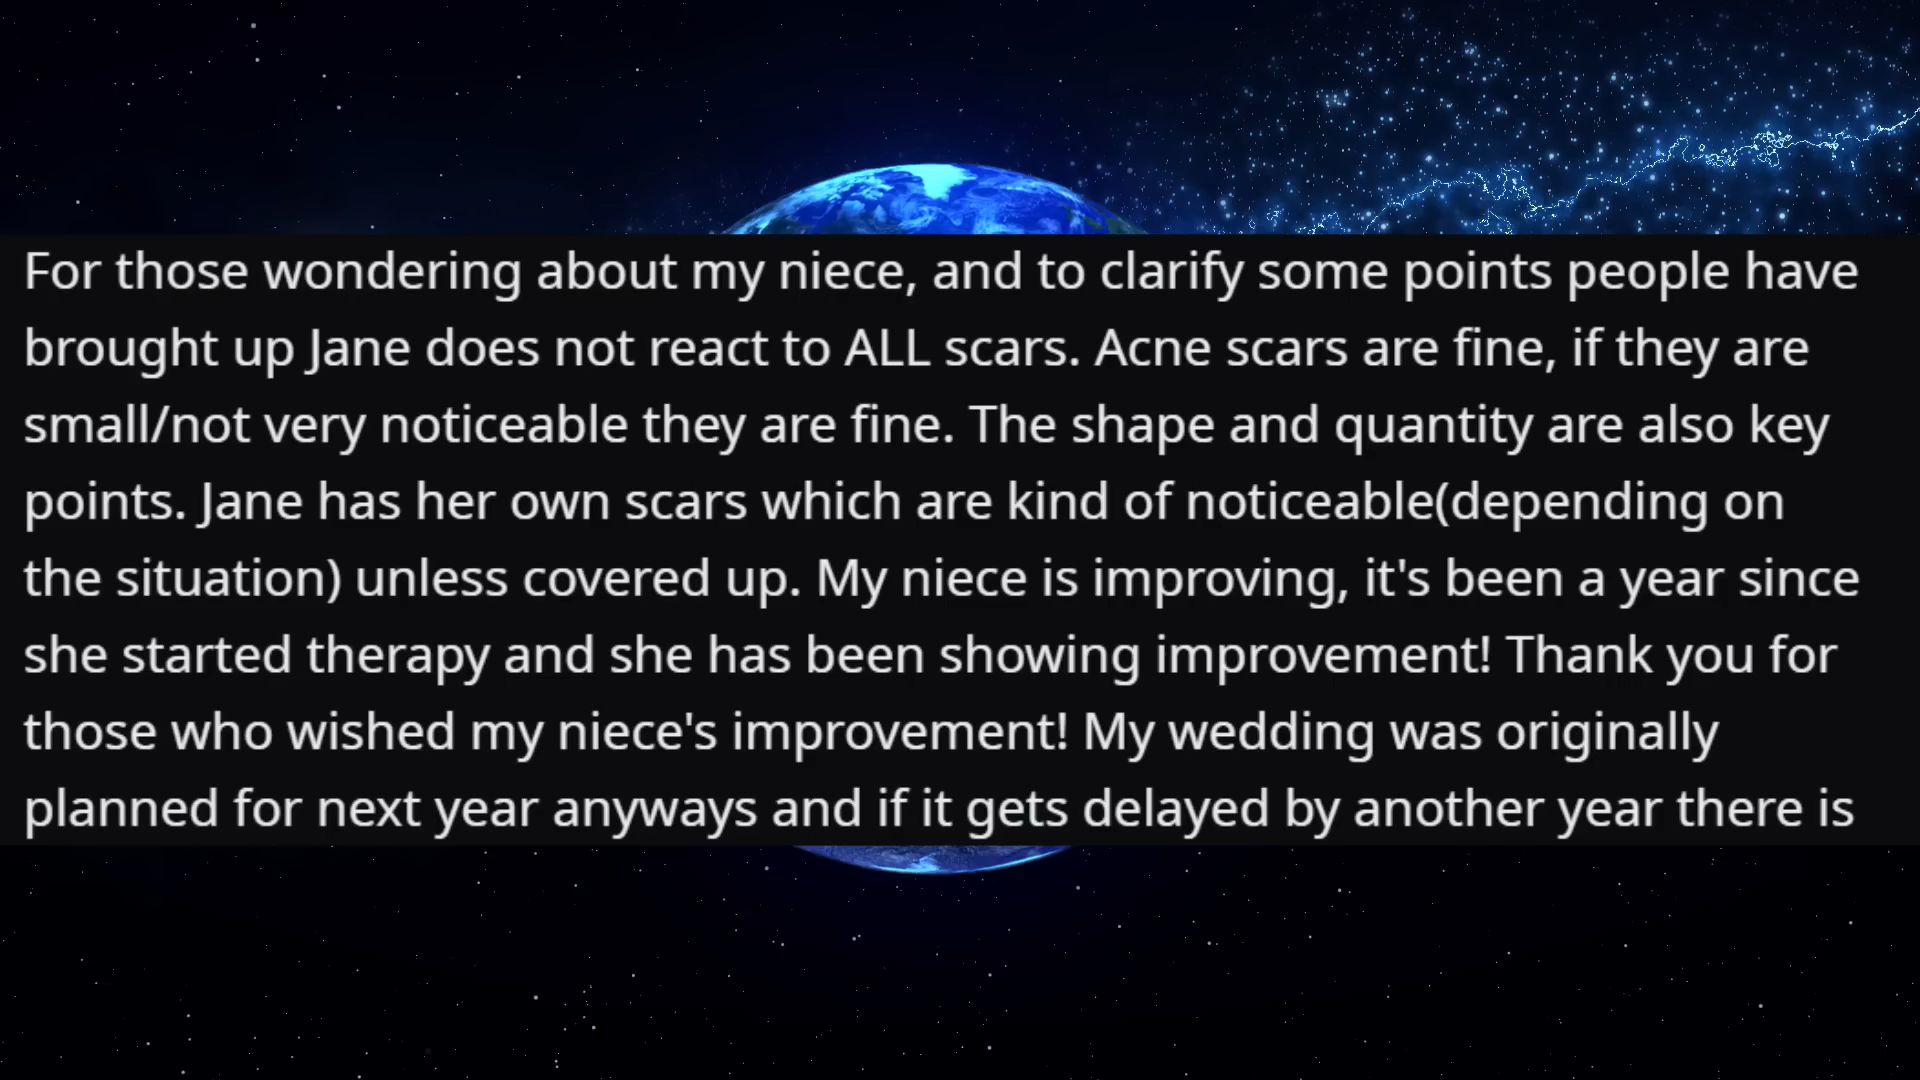 For those wondering about my niece, and to clarify some points people have
brought up Jane does not react to ALL scars. Acne scars are fine, if they are
small/not very noticeable they are fine. The shape and quantity are also key
points. Jane has her own scars which are kind of noticeable(depending on
the situation) unless covered up. My niece is improving, it's been a year since
she started therapy and she has been showing improvement! Thank you for
those who wished my niece's improvement! My wedding was originally
planned for next year anyways and if it gets delayed by another year there is